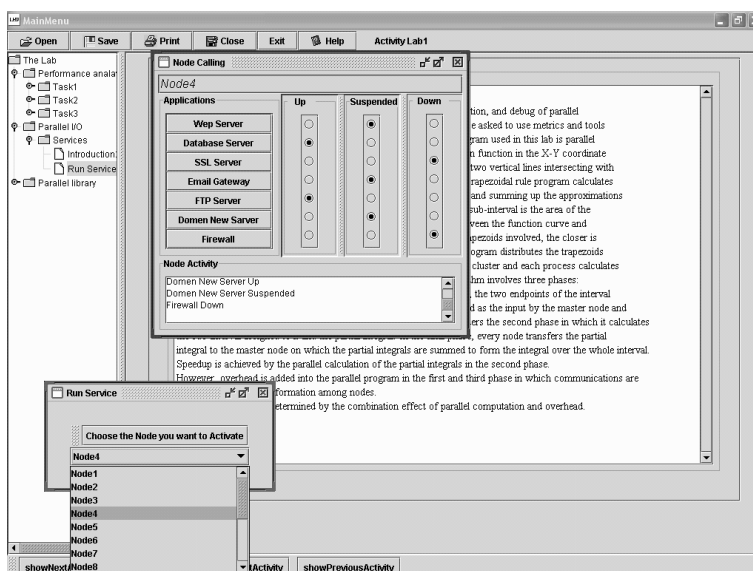 MainMenu
Open Save Print Close Exit Help Activity Lab1
The Lab
Performance anala
Task1
Task2
Task3
Parallel I/O
Services
Introduction
Run Service
Parallel library
Node Calling
Node4
Applications Up Suspended Down
Wep Server
Database Server
SSL Server
Email Gateway
FTP Server
Domen New Sarver
Firewall
Node Activity
Domen New Server Up
Domen New Server Suspended
Firewall Down
tion, and debug of parallel
e asked to use metrics and tools
gram used in this lab is parallel
n function in the X-Y coordinate
two vertical lines intersecting with
rapezoidal rule program calculates
and summing up the approximations
sub-interval is the area of the
ween the function curve and
apezoids involved, the closer is
ogram distributes the trapezoids
cluster and each process calculates
hm involves three phases:
, the two endpoints of the interval
d as the input by the master node and
ers the second phase in which it calculates
every node transfers the partial
integral to the master node on which the partial integrals are summed to form the integral over the whole interval.
Speedup is achieved by the parallel calculation of the partial integrals in the second phase.
However, overhead is added into the parallel program in the first and third phase in which communications are
formation among nodes.
etermined by the combination effect of parallel computation and overhead.
Run Service
Choose the Node you want to Activate
Node4
Node1
Node2
Node3
Node4
Node5
Node6
Node7
Node8
showNext tActivity showPreviousActivity